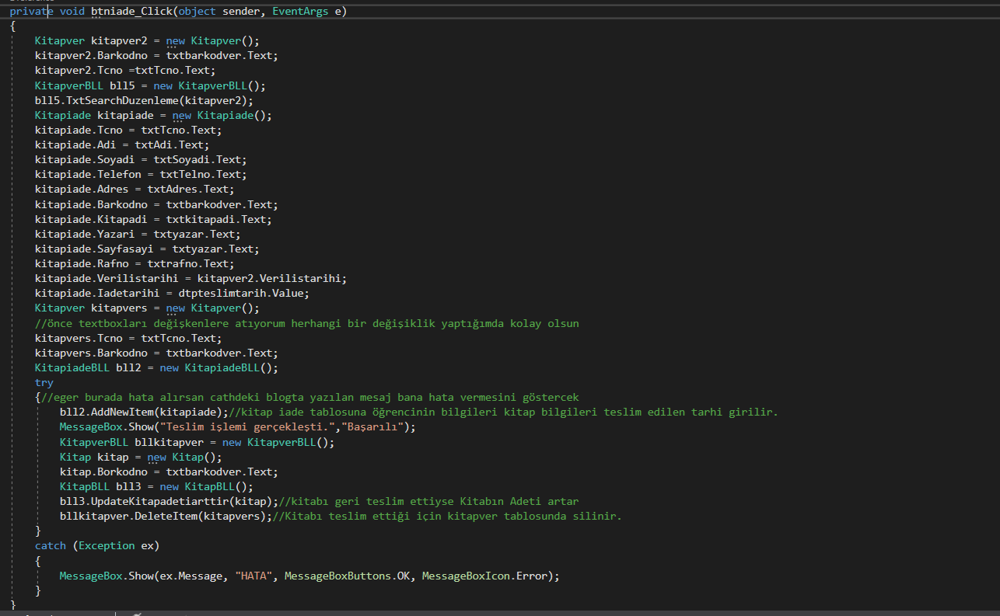 private void btniade_Click(object sender, EventArgs e)
{
    Kitapver kitapver2 = new Kitapver();
    kitapver2.Barkodno = txtbarkodver.Text;
    kitapver2.Tcno =txtTcno.Text;
    KitapverBLL bll5 = new KitapverBLL();
    bll5.TxtSearchDuzenleme(kitapver2);
    Kitapiade kitapiade = new Kitapiade();
    kitapiade.Tcno = txtTcno.Text;
    kitapiade.Adi = txtAdi.Text;
    kitapiade.Soyadi = txtSoyadi.Text;
    kitapiade.Telefon = txtTelno.Text;
    kitapiade.Adres = txtAdres.Text;
    kitapiade.Barkodno = txtbarkodver.Text;
    kitapiade.Kitapadi = txtkitapadi.Text;
    kitapiade.Yazari = txtyazar.Text;
    kitapiade.Sayfasayi = txtyazar.Text;
    kitapiade.Rafno = txtrafno.Text;
    kitapiade.Verilistarihi = kitapver2.Verilistarihi;
    kitapiade.Iadetarihi = dtpteslimtarih.Value;
    Kitapver kitapvers = new Kitapver();
    //önce textboxları değişkenlere atıyorum herhangi bir değişiklik yaptığımda kolay olsun
    kitapvers.Tcno = txtTcno.Text;
    kitapvers.Barkodno = txtbarkodver.Text;
    KitapiadeBLL bll2 = new KitapiadeBLL();
    try
    {//eger burada hata alırsan cathdeki blogta yazılan mesaj bana hata vermesini göstercek
        bll2.AddNewItem(kitapiade);//kitap iade tablosuna öğrencinin bilgileri kitap bilgileri teslim edilen tarhi girilir.
        MessageBox.Show("Teslim işlemi gerçekleşti.","Başarılı");
        KitapverBLL bllkitapver = new KitapverBLL();
        Kitap kitap = new Kitap();
        kitap.Borkodno = txtbarkodver.Text;
        KitapBLL bll3 = new KitapBLL();
        bll3.UpdateKitapadetiarttir(kitap);//kitabı geri teslim ettiyse Kitabın Adeti artar
        bllkitapver.DeleteItem(kitapvers);//Kitabı teslim ettiği için kitapver tablosunda silinir.
    }
    catch (Exception ex)
    {
        MessageBox.Show(ex.Message, "HATA", MessageBoxButtons.OK, MessageBoxIcon.Error);
    }
}